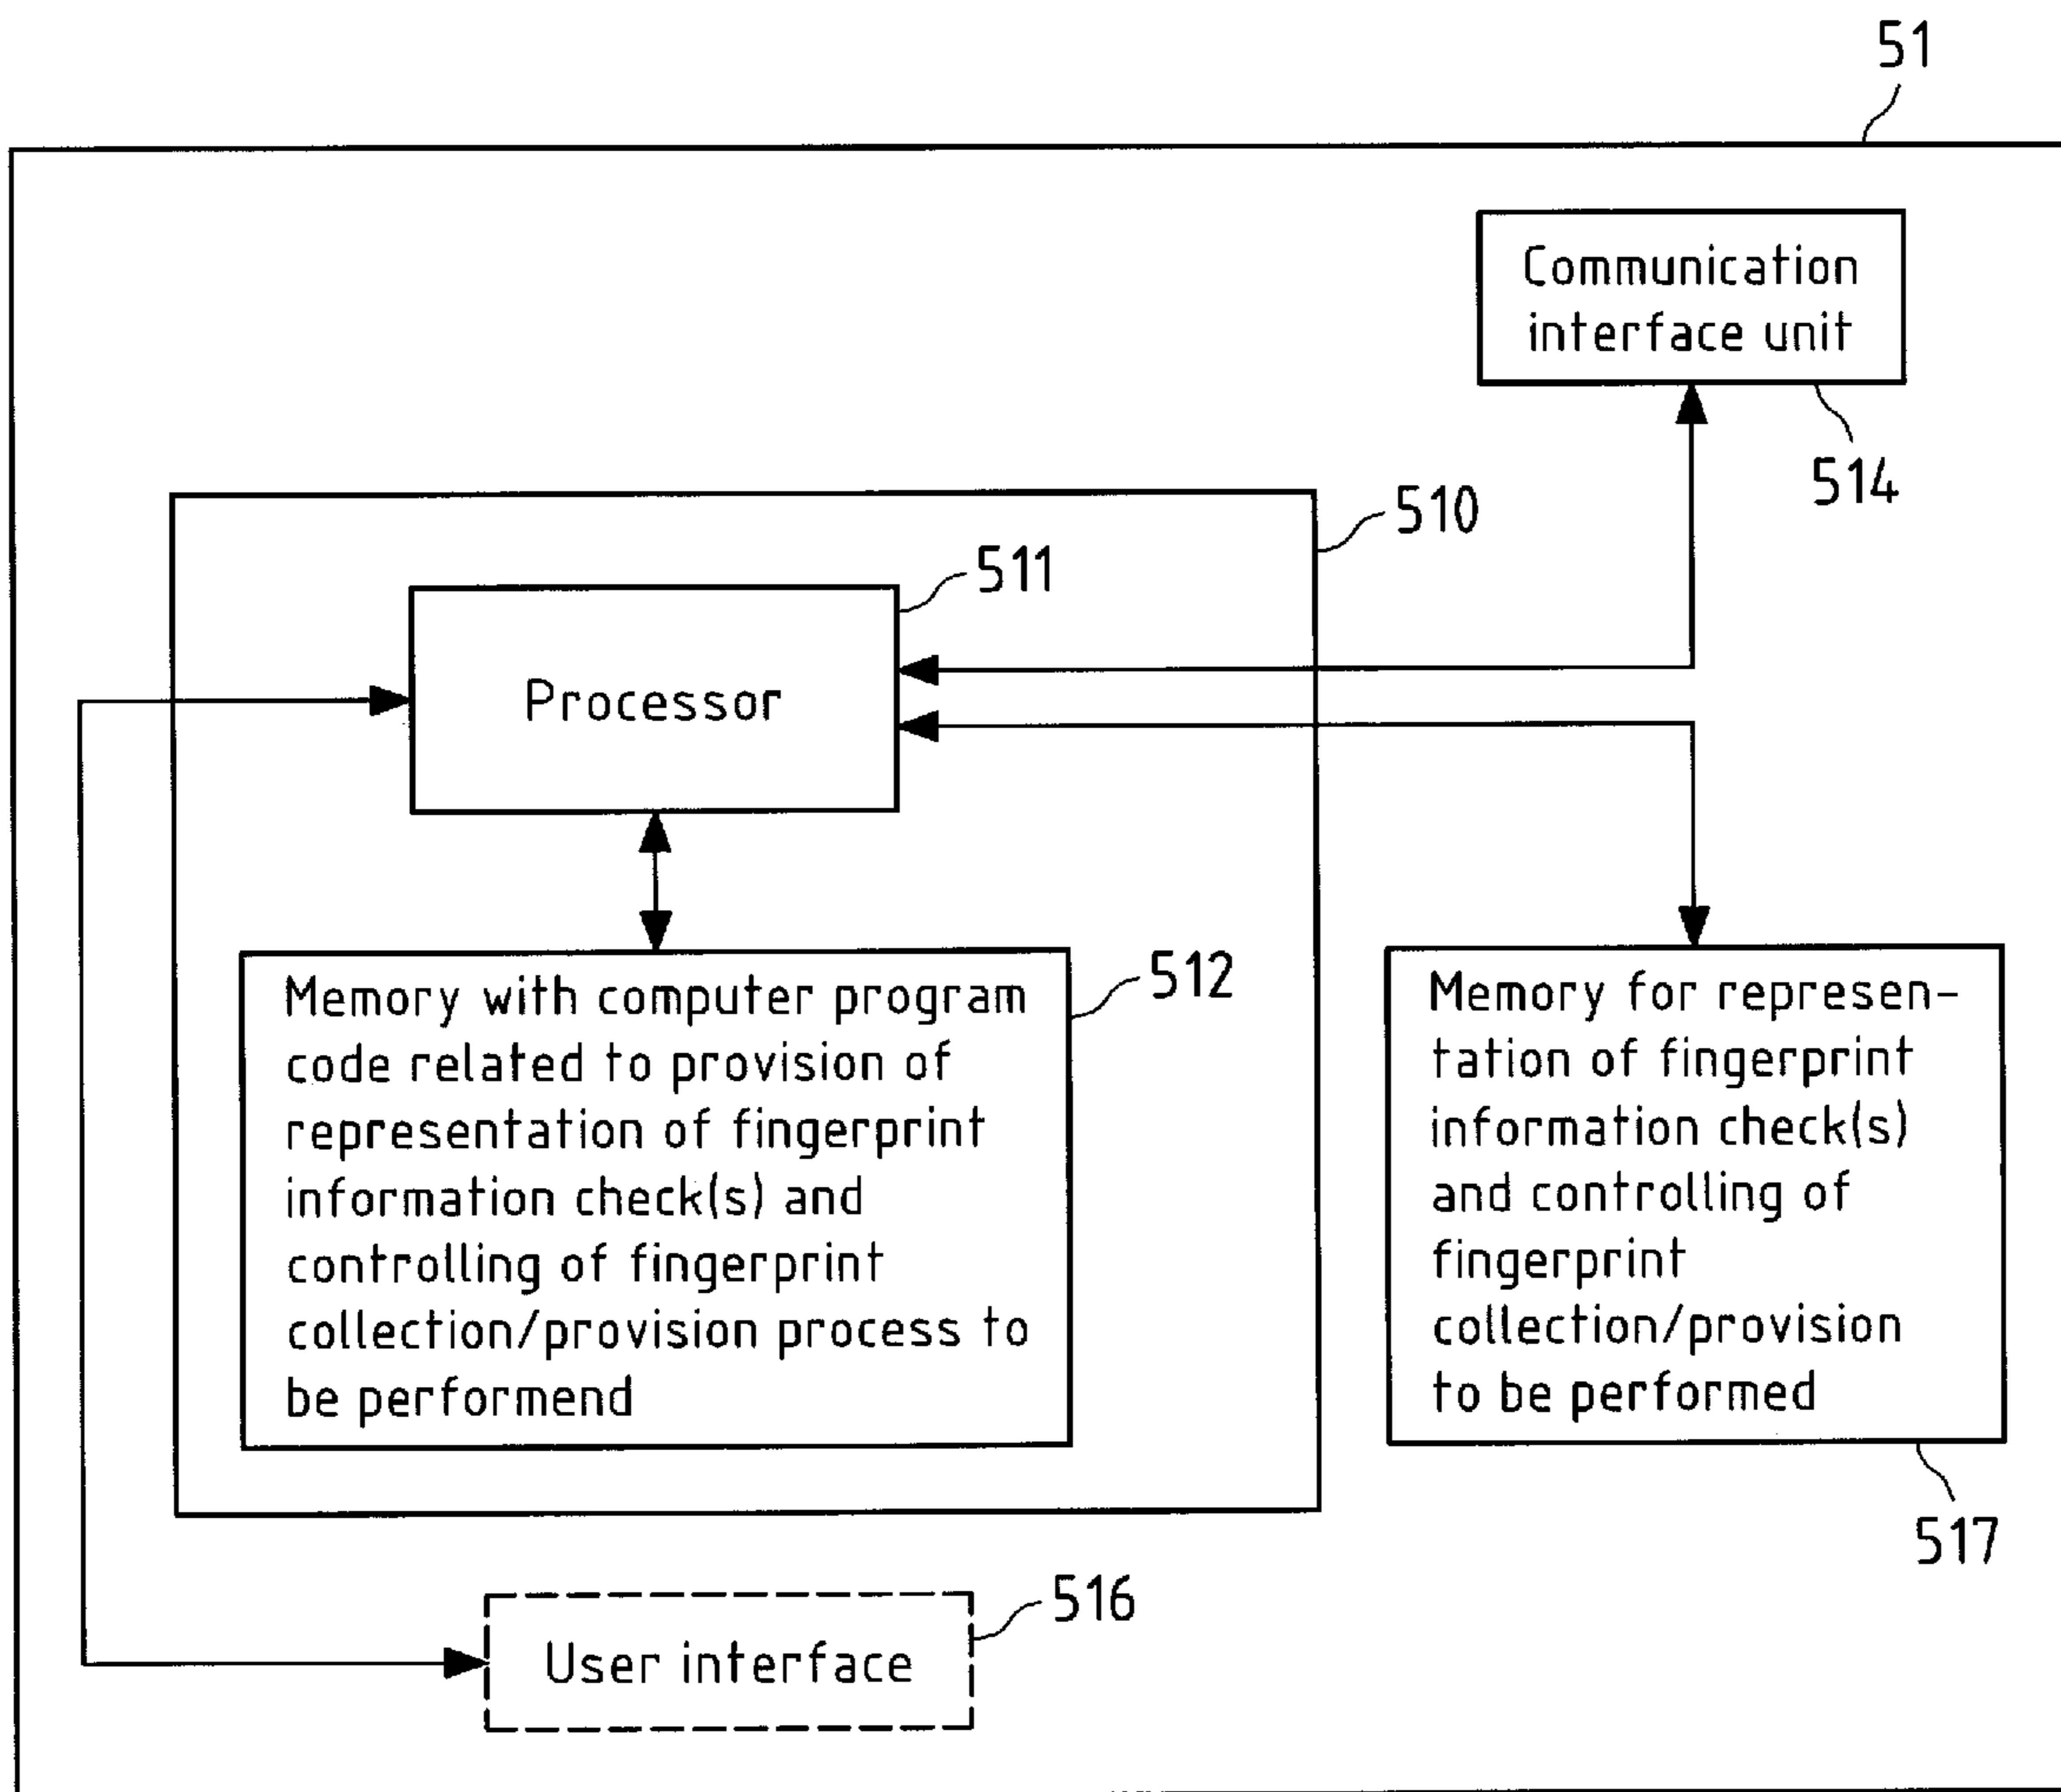 51
Communication
interface unit
514
510
511
Processor
512
Memory with computer program
code related to provision of
representation of fingerprint
information check(s) and
controlling of fingerprint
collection/provision process to
be performend
Memory for represen-
tation of fingerprint
information check(s)
and controlling of
fingerprint
collection/provision
to be performed
517
516
User interface